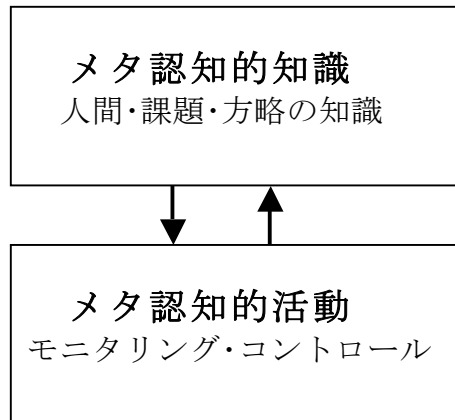 メタ認知的知識
人間･課題･方略の知識
メタ認知的活動
モニタリング･コントロール